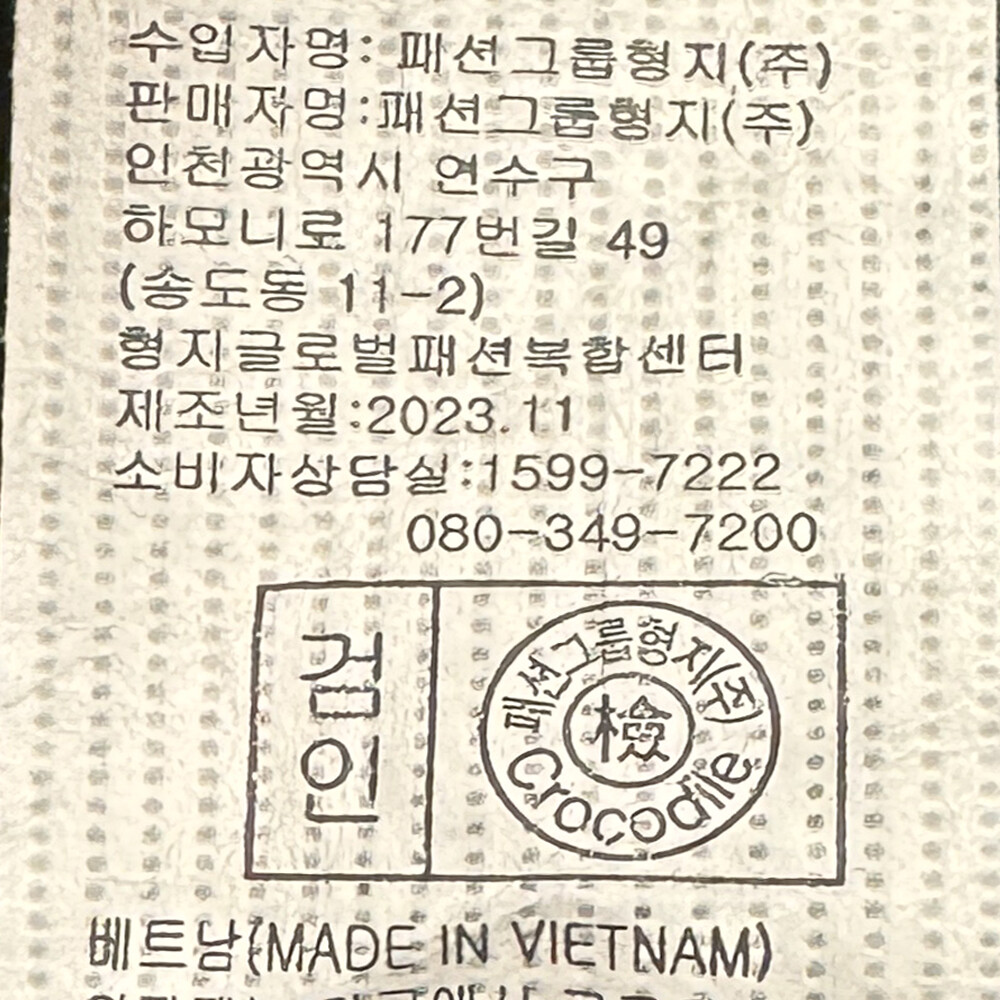 수입자명: 패션그룹형지(주)
판매자명:패션그룹형지(주)
인천광역시 연수구
하모니로 177번길 49
(송도동 11-2)
형지글로벌패션복합센터
제조년월:2023.11
소비자상담실:1599-7222
080-349-7200
검인
패션그룹형지(주)
檢
Crocodile
베트남(MADE IN VIETNAM)